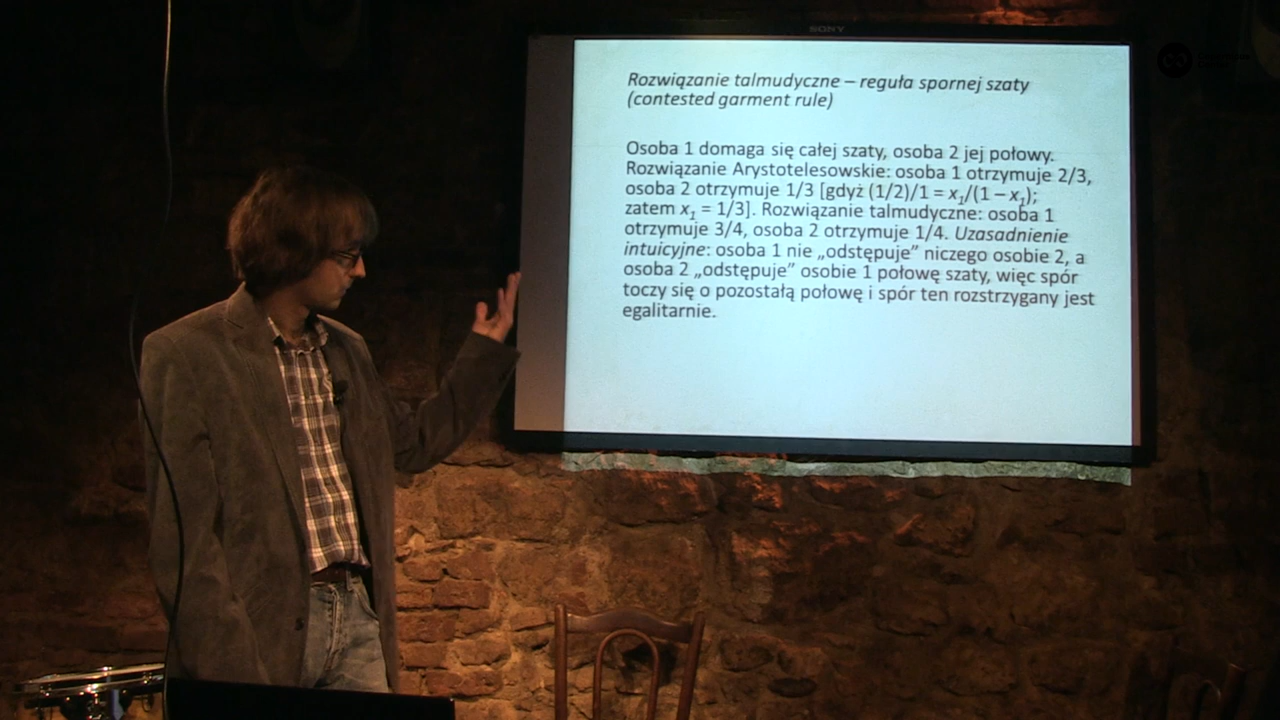 SONY
Rozwiązanie talmudyczne – reguła spornej szaty
(contested garment rule)
Osoba 1 domaga się całej szaty, osoba 2 jej połowy.
Rozwiązanie Arystotelesowskie: osoba 1 otrzymuje 2/3,
osoba 2 otrzymuje 1/3 [gdyż (1/2)/1 = x₁/(1 – x₁);
zatem x₁ = 1/3]. Rozwiązanie talmudyczne: osoba 1
otrzymuje 3/4, osoba 2 otrzymuje 1/4. Uzasadnienie
intuicyjne: osoba 1 nie „odstępuje” niczego osobie 2, a
osoba 2 „odstępuje” osobie 1 połowę szaty, więc spór
toczy się o pozostałą połowę i spór ten rozstrzygany jest
egalitarnie.